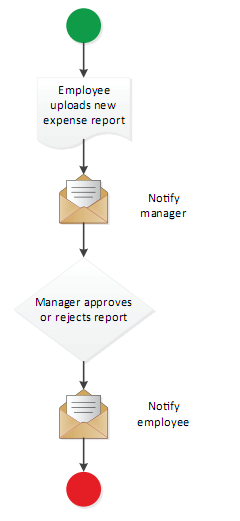 Employee
uploads new
expense report
Notify
manager
Manager approves
or rejects report
Notify
employee